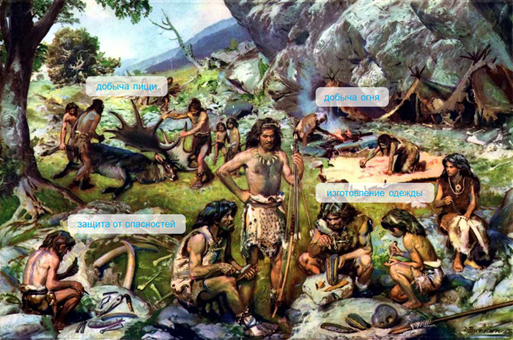 добыча пищи.
добыча огня
изготовление одежды
защита от опасностей